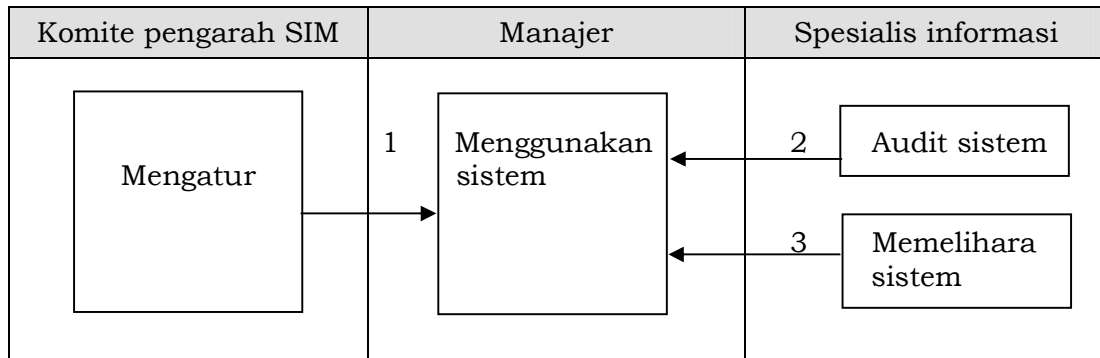 Komite pengarah SIM
Manajer
Spesialis informasi
Mengatur
1
Menggunakan
sistem
2
Audit sistem
3
Memelihara
sistem